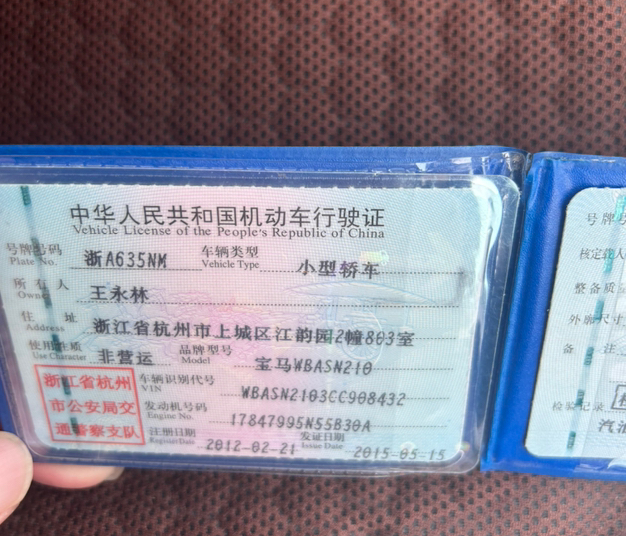 中华人民共和国机动车行驶证
Vehicle License of the People's Republic of China
号牌号码 浙A635NM 车辆类型 小型轿车
Plate No. Vehicle Type
所有人 王永林
Owner
住址 浙江省杭州市上城区江韵园2幢803室
Address
使用性质 非营运 品牌型号 宝马WBASN210
Use Character Model
浙江省杭州
市公安局交
通警察支队
车辆识别代号 WBASN2103CC908432
VIN
发动机号码 17847995N55B30A
Engine No.
注册日期 2012-02-21 发证日期 2015-05-15
Register Date Issue Date
号牌号
核定载人
整备质
外廓尺寸
备注
检验记录
汽油